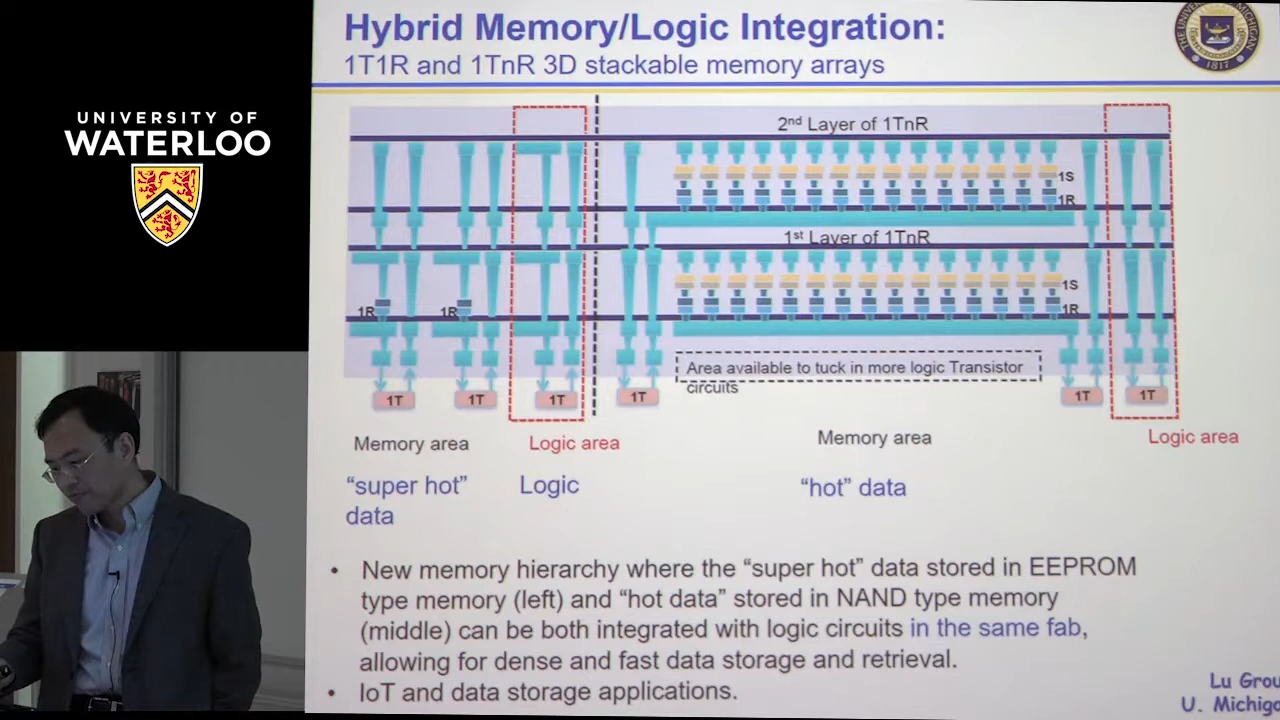 UNIVERSITY OF
WATERLOO
Hybrid Memory/Logic Integration:
1T1R and 1TnR 3D stackable memory arrays
THE UNIVERSITY OF MICHIGAN
1817
2nd Layer of 1TnR
1S
1R
1st Layer of 1TnR
1S
1R
1R
1R
Area available to tuck in more logic Transistor
circuits
1T
1T
1T
1T
1T
1T
Memory area
Logic area
Memory area
Logic area
“super hot”
data
Logic
“hot” data
• New memory hierarchy where the “super hot” data stored in EEPROM
type memory (left) and “hot data” stored in NAND type memory
(middle) can be both integrated with logic circuits in the same fab,
allowing for dense and fast data storage and retrieval.
• IoT and data storage applications.
Lu Grou
U. Michiga